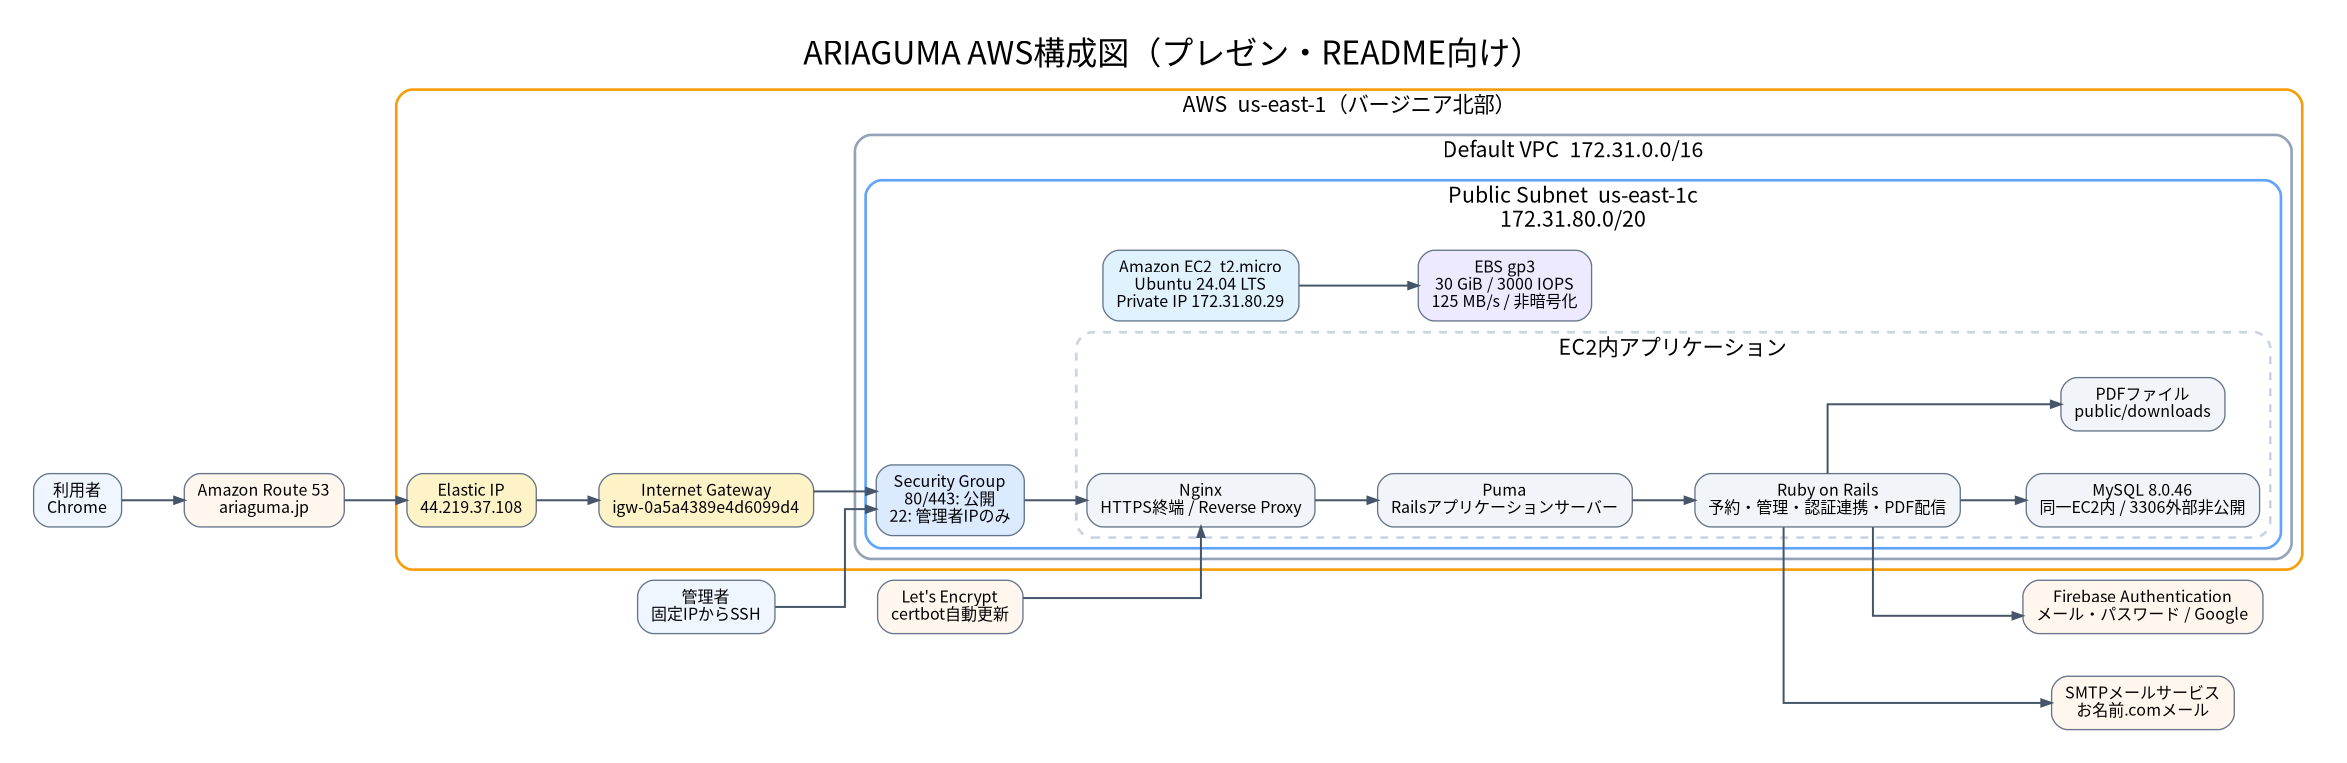 ARIAGUMA AWS構成図（プレゼン・README向け）
AWS us-east-1（バージニア北部）
Default VPC 172.31.0.0/16
Public Subnet us-east-1c
172.31.80.0/20
Amazon EC2 t2.micro
Ubuntu 24.04 LTS
Private IP 172.31.80.29
EBS gp3
30 GiB / 3000 IOPS
125 MB/s / 非暗号化
EC2内アプリケーション
PDFファイル
public/downloads
利用者
Chrome
Amazon Route 53
ariaguma.jp
Elastic IP
44.219.37.108
Internet Gateway
igw-0a5a4389e4d6099d4
Security Group
80/443: 公開
22: 管理者IPのみ
Nginx
HTTPS終端 / Reverse Proxy
Puma
Railsアプリケーションサーバー
Ruby on Rails
予約・管理・認証連携・PDF配信
MySQL 8.0.46
同一EC2内 / 3306外部非公開
管理者
固定IPからSSH
Let's Encrypt
certbot自動更新
Firebase Authentication
メール・パスワード / Google
SMTPメールサービス
お名前.comメール